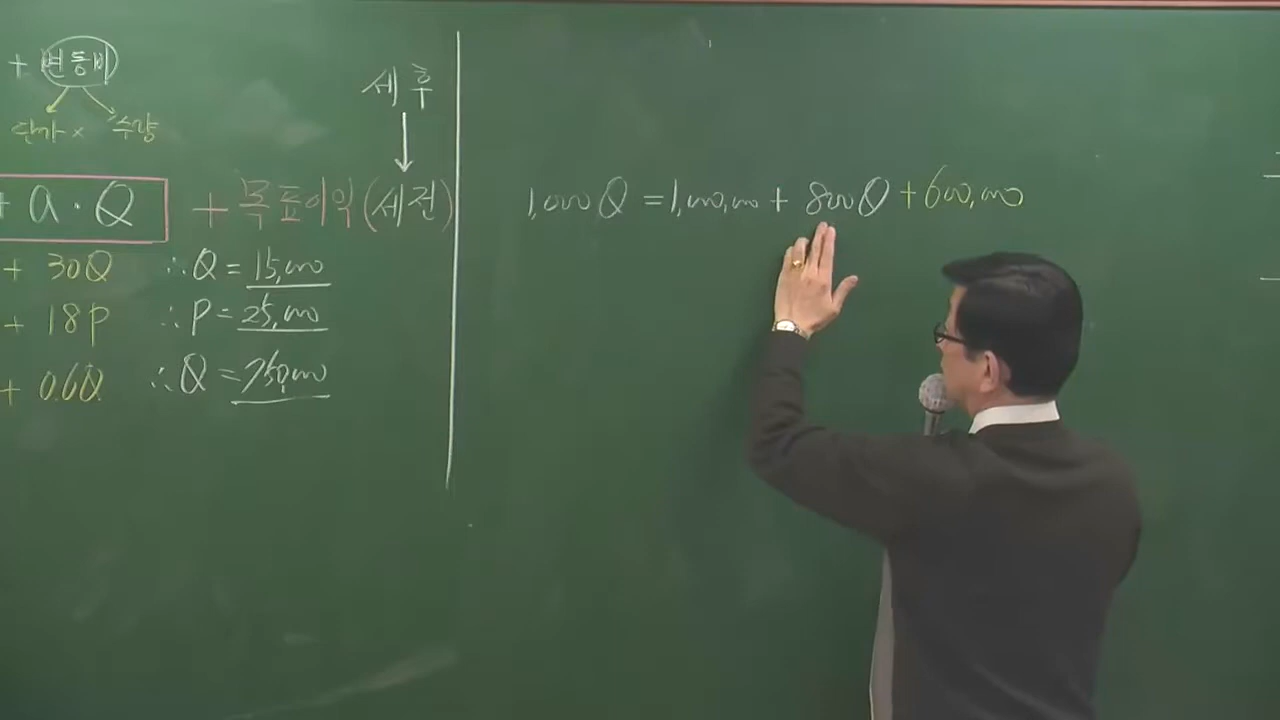 + 변동비
단가 × 수량
+ a · Q + 목표이익(세전)
세후
+ 30Q ∴ Q = 15,000
+ 18P ∴ P = 25,000
+ 0.6Q ∴ Q = 750,000
1,000Q = 1,000,000 + 800Q + 600,000